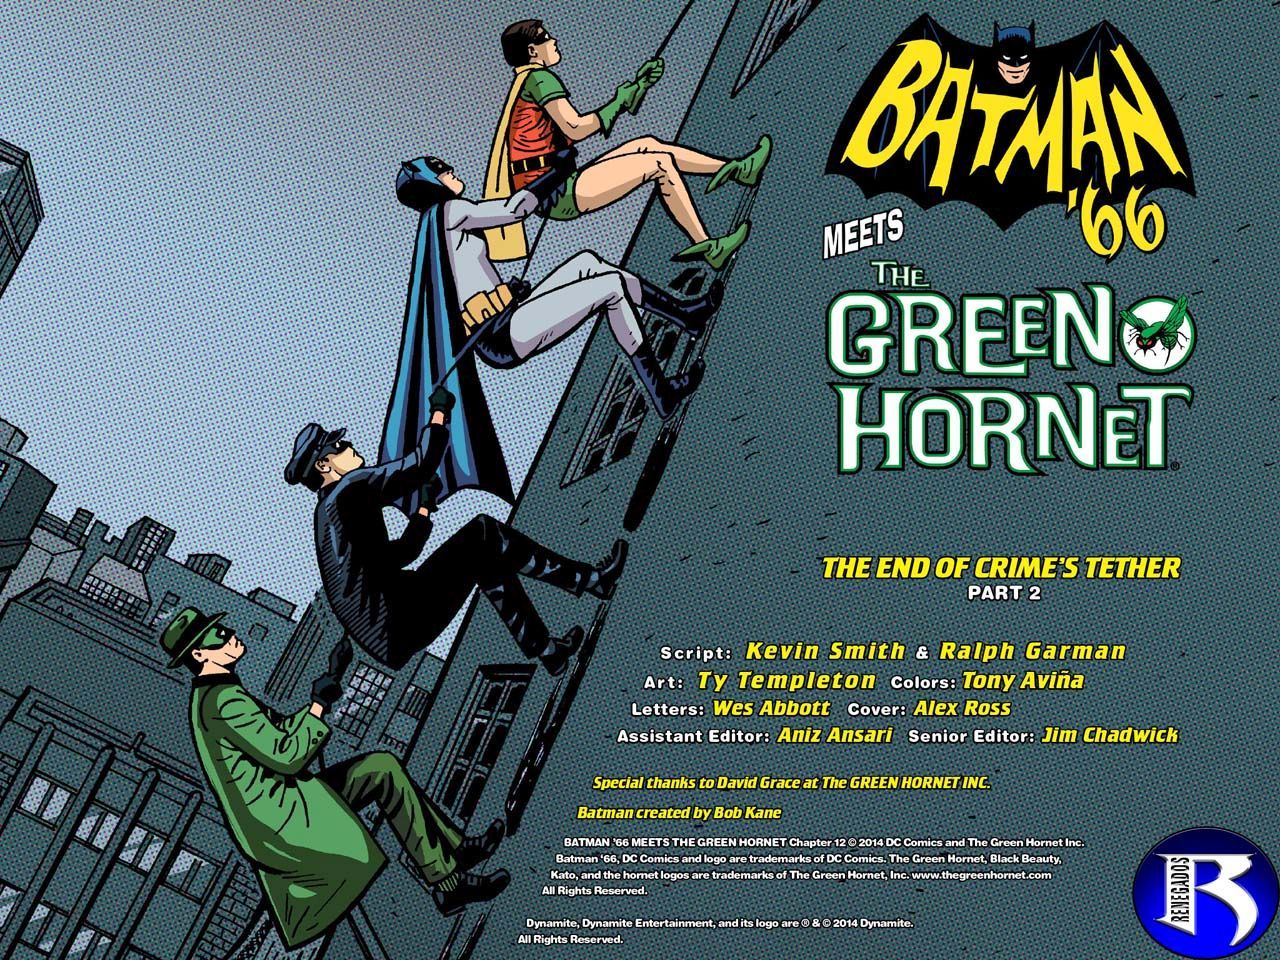 BATMAN
'66
MEETS
THE
GREEN
HORNET®
THE END OF CRIME'S TETHER
PART 2
Script: Kevin Smith & Ralph Garman
Art: Ty Templeton Colors: Tony Aviña
Letters: Wes Abbott Cover: Alex Ross
Assistant Editor: Aniz Ansari Senior Editor: Jim Chadwick
Special thanks to David Grace at The GREEN HORNET INC.
Batman created by Bob Kane
BATMAN '66 MEETS THE GREEN HORNET Chapter 12 © 2014 DC Comics and The Green Hornet Inc.
Batman '66, DC Comics and logo are trademarks of DC Comics. The Green Hornet, Black Beauty,
Kato, and the hornet logos are trademarks of The Green Hornet, Inc. www.thegreenhornet.com
All Rights Reserved.
Dynamite, Dynamite Entertainment, and its logo are ® & © 2014 Dynamite.
All Rights Reserved.
R
RENEGADOS